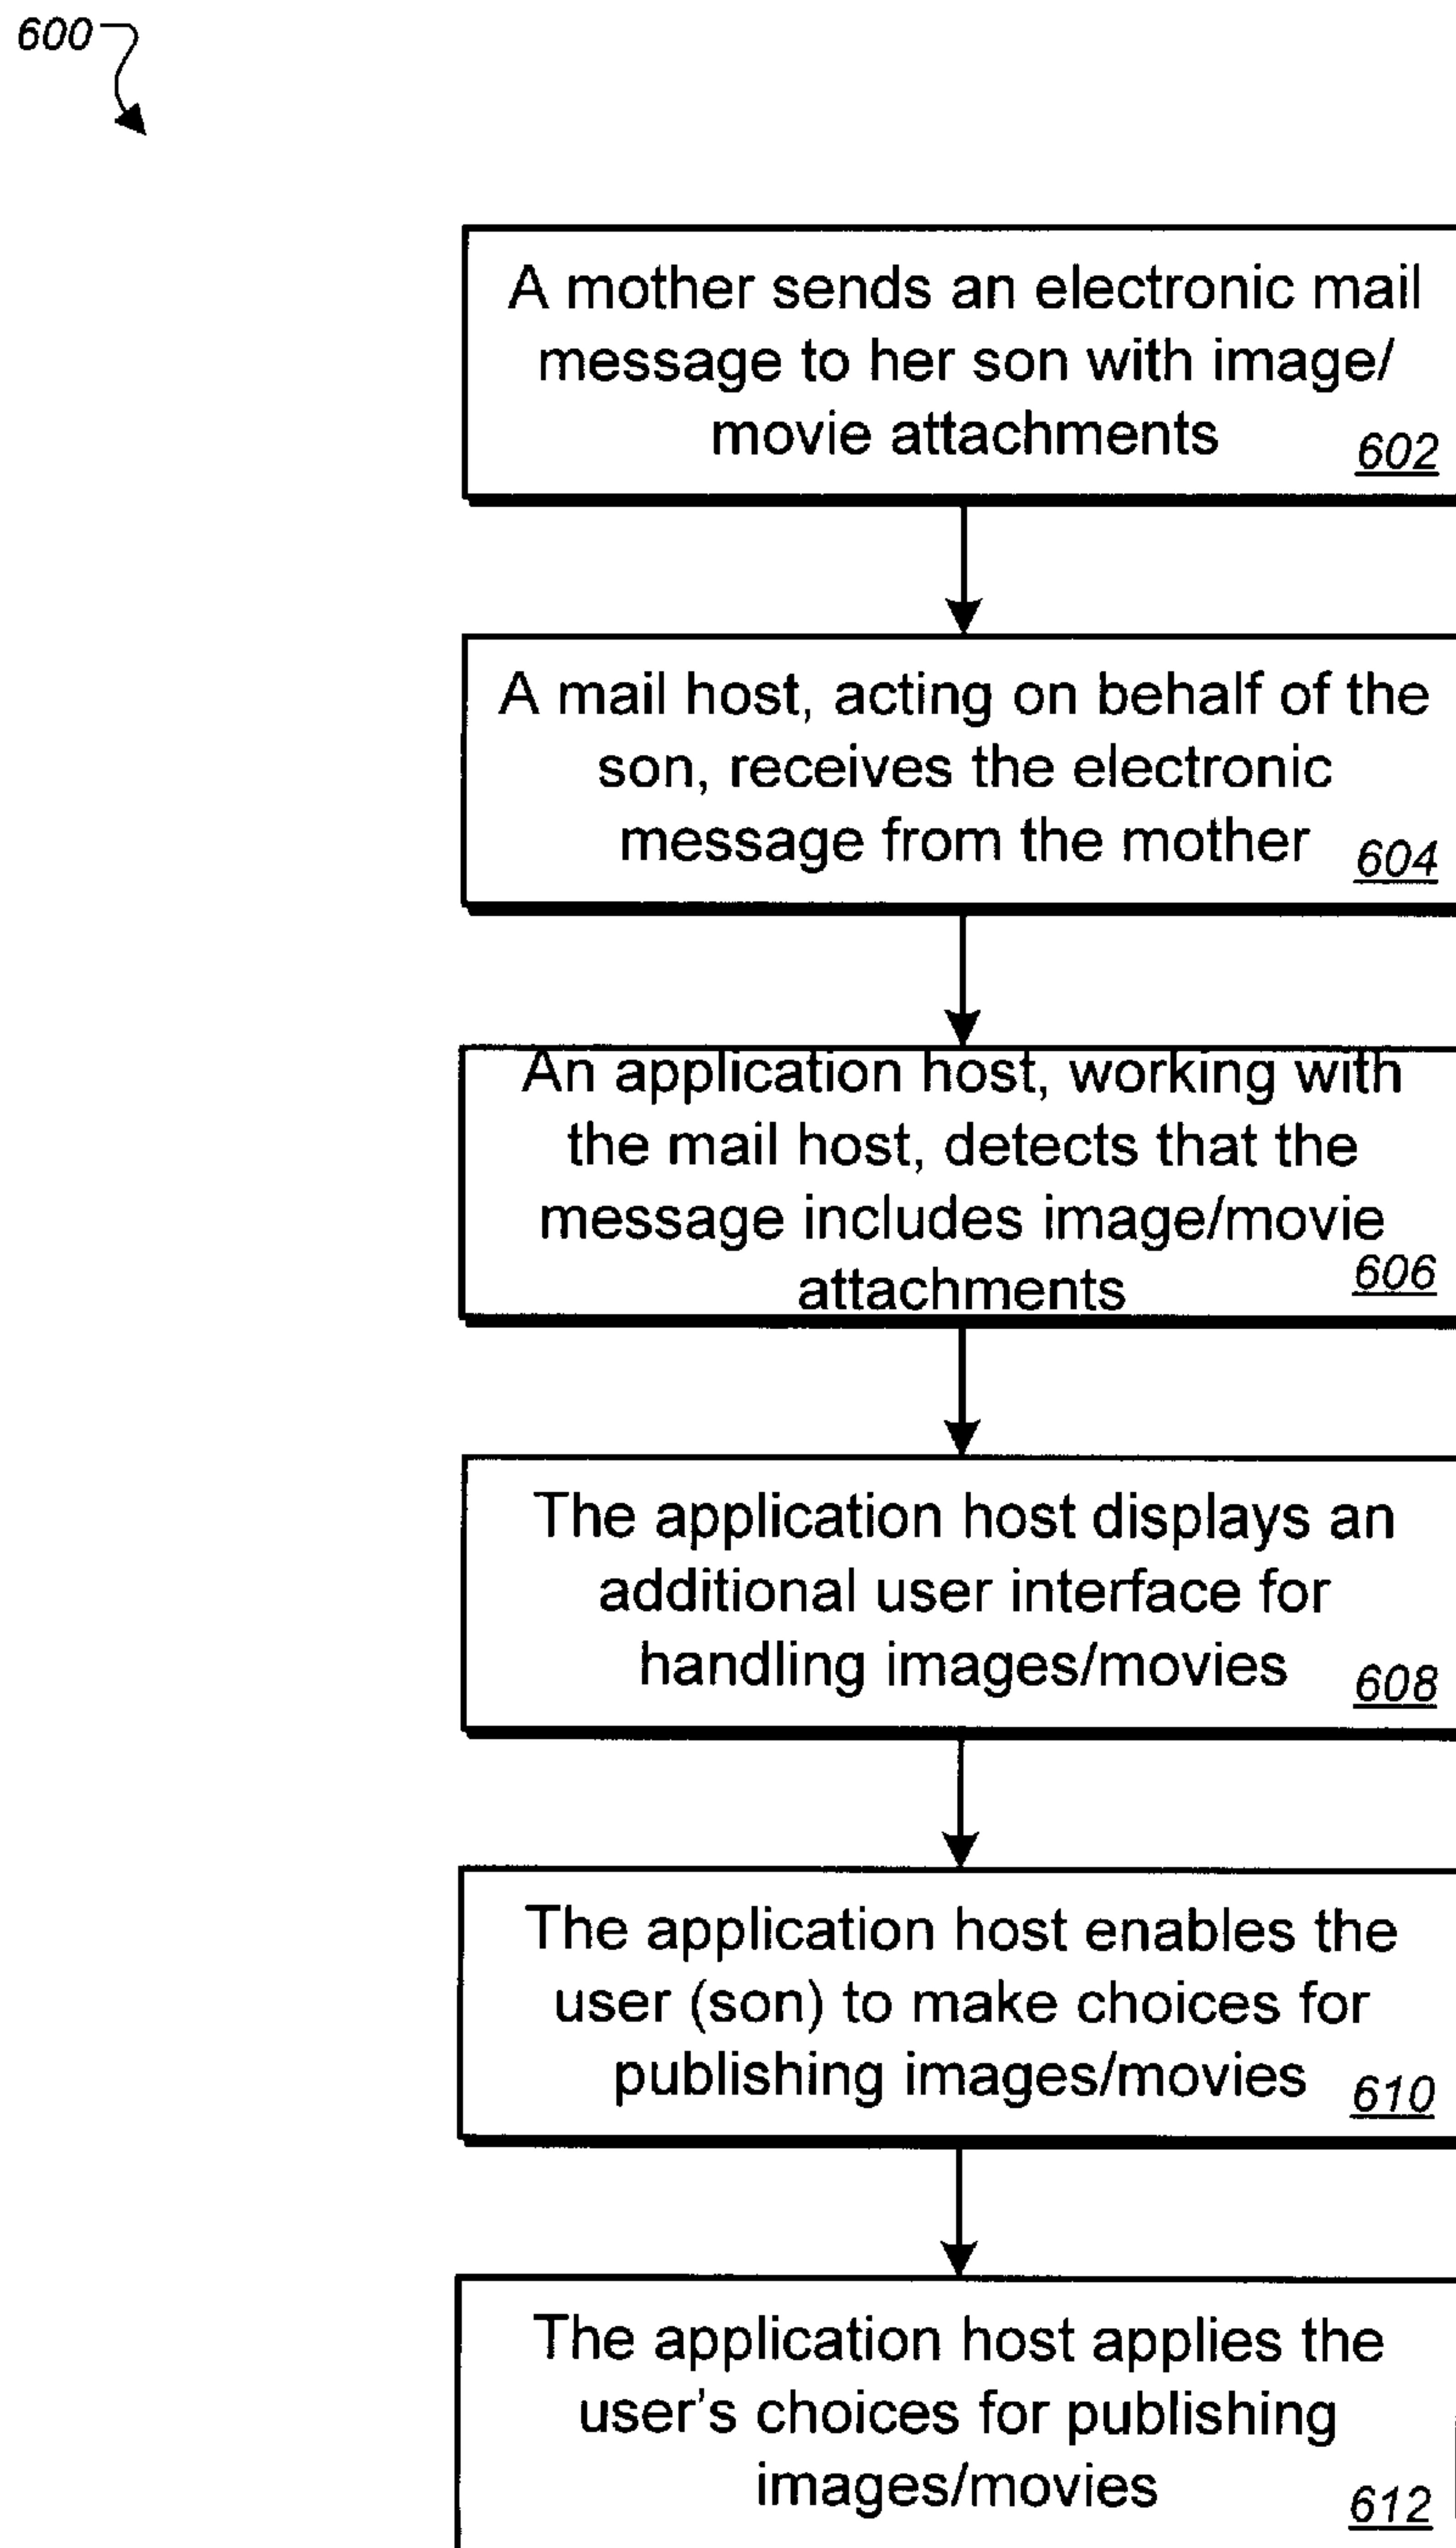 600
A mother sends an electronic mail
message to her son with image/
movie attachments
602
A mail host, acting on behalf of the
son, receives the electronic
message from the mother
604
An application host, working with
the mail host, detects that the
message includes image/movie
attachments
606
The application host displays an
additional user interface for
handling images/movies
608
The application host enables the
user (son) to make choices for
publishing images/movies
610
The application host applies the
user's choices for publishing
images/movies
612